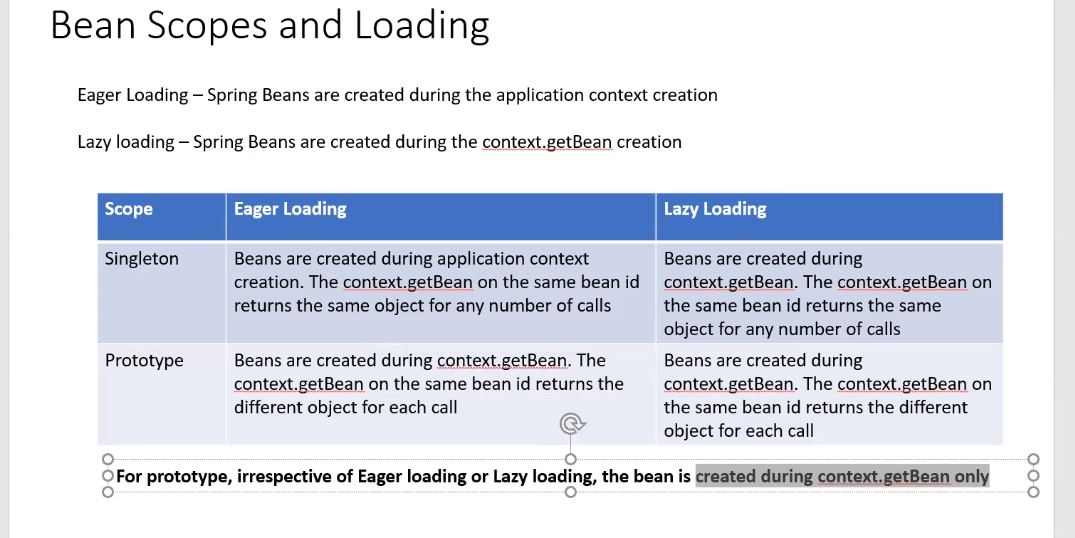 Bean Scopes and Loading
Eager Loading – Spring Beans are created during the application context creation
Lazy loading – Spring Beans are created during the context.getBean creation
Scope
Eager Loading
Lazy Loading
Singleton
Beans are created during application context
creation. The context.getBean on the same bean id
returns the same object for any number of calls
Beans are created during
context.getBean. The context.getBean on
the same bean id returns the same
object for any number of calls
Prototype
Beans are created during context.getBean. The
context.getBean on the same bean id returns the
different object for each call
Beans are created during
context.getBean. The context.getBean on
the same bean id returns the different
object for each call
For prototype, irrespective of Eager loading or Lazy loading, the bean is created during context.getBean only